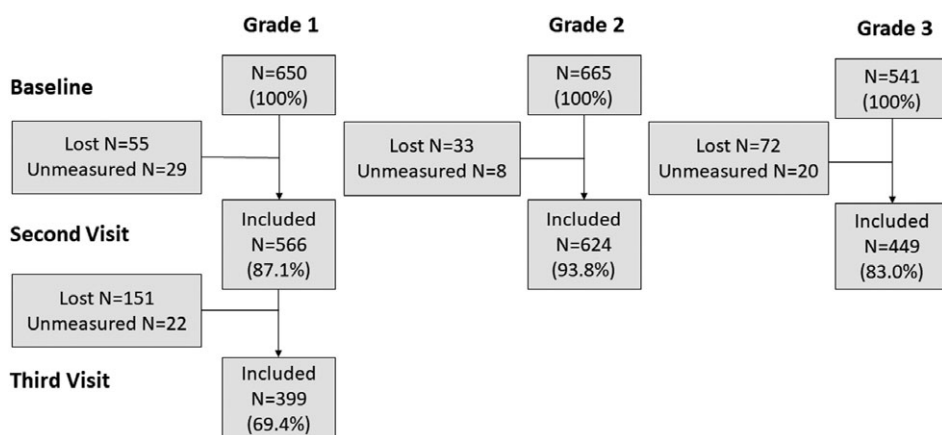 Grade 1
Grade 2
Grade 3
Baseline
N=650
(100%)
N=665
(100%)
N=541
(100%)
Lost N=55
Unmeasured N=29
Lost N=33
Unmeasured N=8
Lost N=72
Unmeasured N=20
Second Visit
Included
N=566
(87.1%)
Included
N=624
(93.8%)
Included
N=449
(83.0%)
Lost N=151
Unmeasured N=22
Third Visit
Included
N=399
(69.4%)